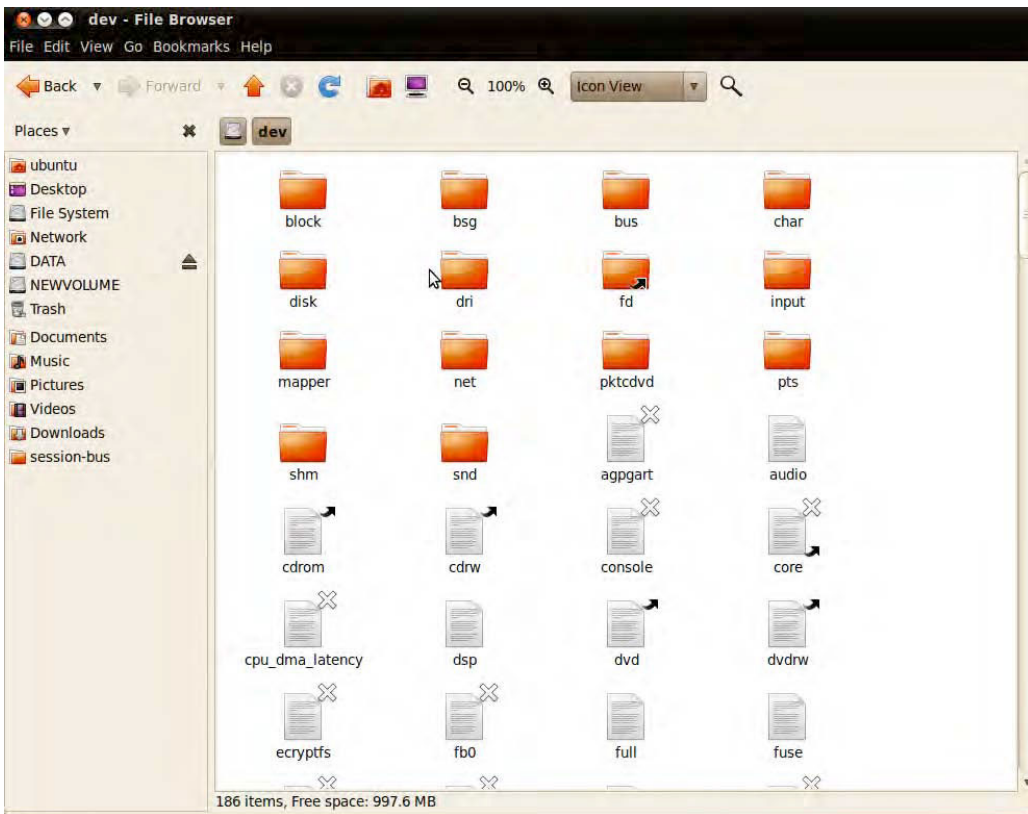 dev - File Browser
File Edit View Go Bookmarks Help
Back Forward 100% Icon View
Places dev
ubuntu
Desktop
File System
Network
DATA
NEWVOLUME
Trash
Documents
Music
Pictures
Videos
Downloads
session-bus
block bsg bus char
disk dri fd input
mapper net pktcdvd pts
shm snd agpgart audio
cdrom cdrw console core
cpu_dma_latency dsp dvd dvdrw
ecryptfs fb0 full fuse
186 items, Free space: 997.6 MB